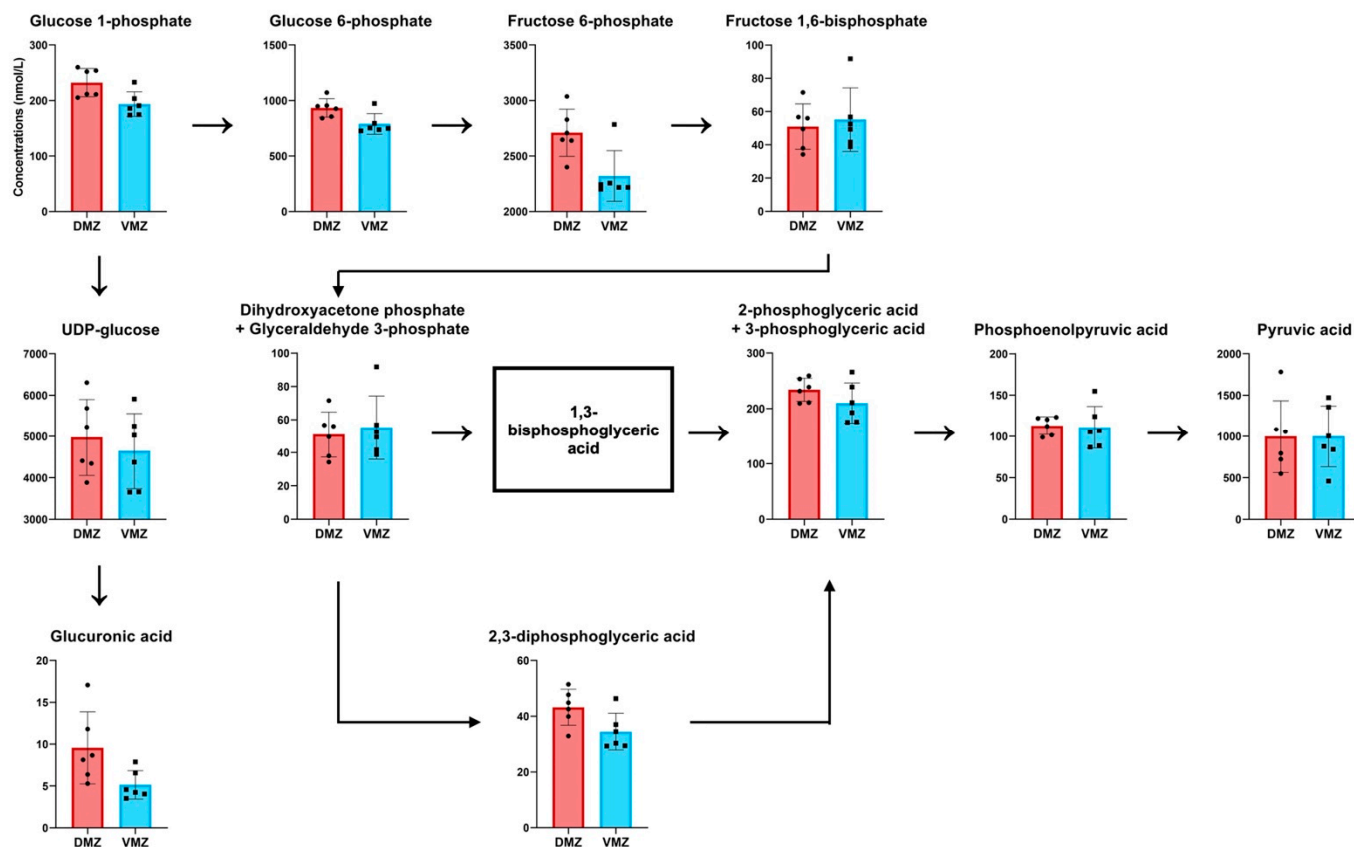 Glucose 1-phosphate
Concentrations (nmol/L)
300
200
100
0
DMZ VMZ
Glucose 6-phosphate
1500
1000
500
0
DMZ VMZ
Fructose 6-phosphate
3500
3000
2500
2000
DMZ VMZ
Fructose 1,6-bisphosphate
100
80
60
40
20
0
DMZ VMZ
UDP-glucose
7000
6000
5000
4000
3000
DMZ VMZ
Dihydroxyacetone phosphate
+ Glyceraldehyde 3-phosphate
100
80
60
40
20
0
DMZ VMZ
1,3-
bisphosphoglyceric
acid
2-phosphoglyceric acid
+ 3-phosphoglyceric acid
300
200
100
0
DMZ VMZ
Phosphoenolpyruvic acid
200
150
100
50
0
DMZ VMZ
Pyruvic acid
2000
1500
1000
500
0
DMZ VMZ
Glucuronic acid
20
15
10
5
0
DMZ VMZ
2,3-diphosphoglyceric acid
60
40
20
0
DMZ VMZ